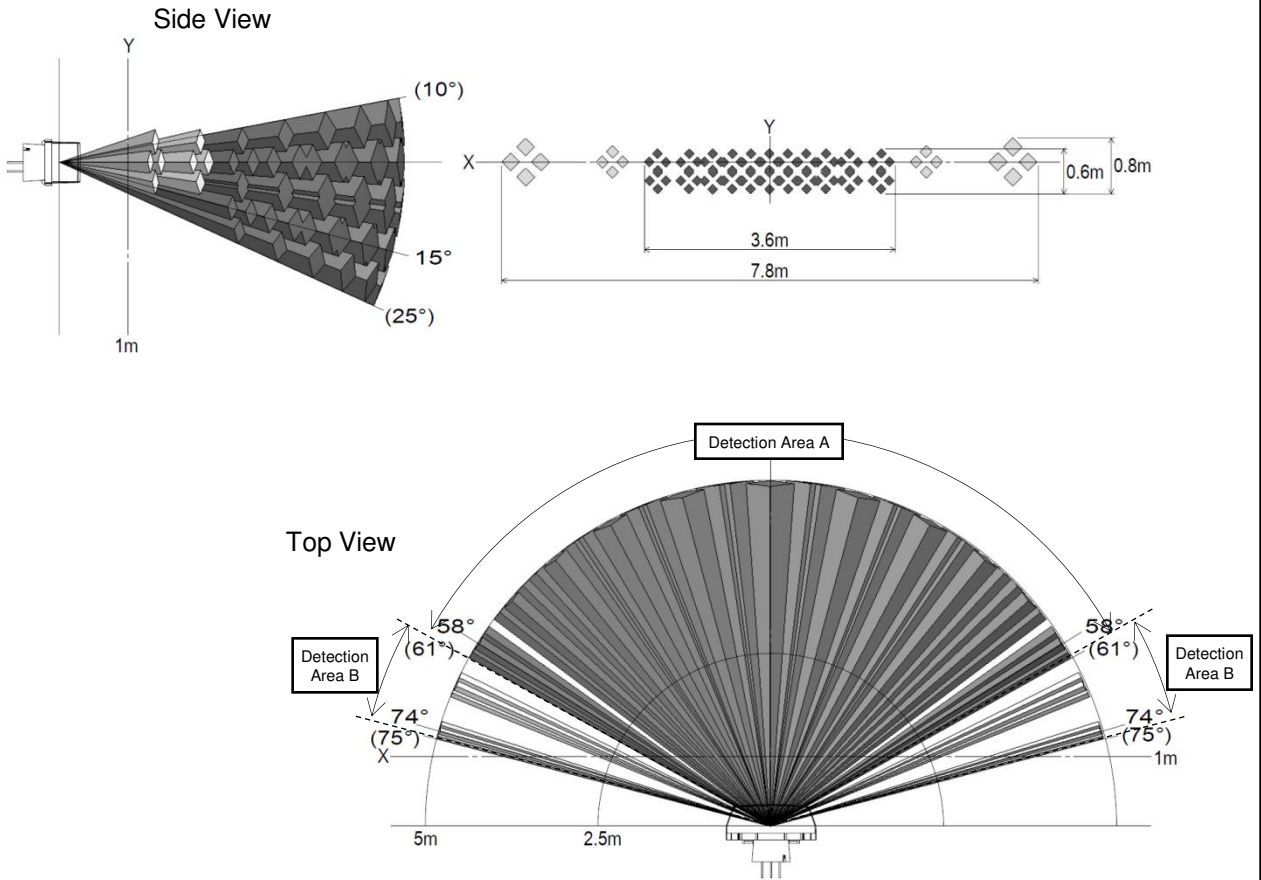 Side View
Y
(10°)
15°
(25°)
1m
Y
X
0.6m
0.8m
3.6m
7.8m
Detection Area A
Top View
58°
(61°)
58°
(61°)
Detection
Area B
Detection
Area B
74°
(75°)
74°
(75°)
X
1m
5m
2.5m